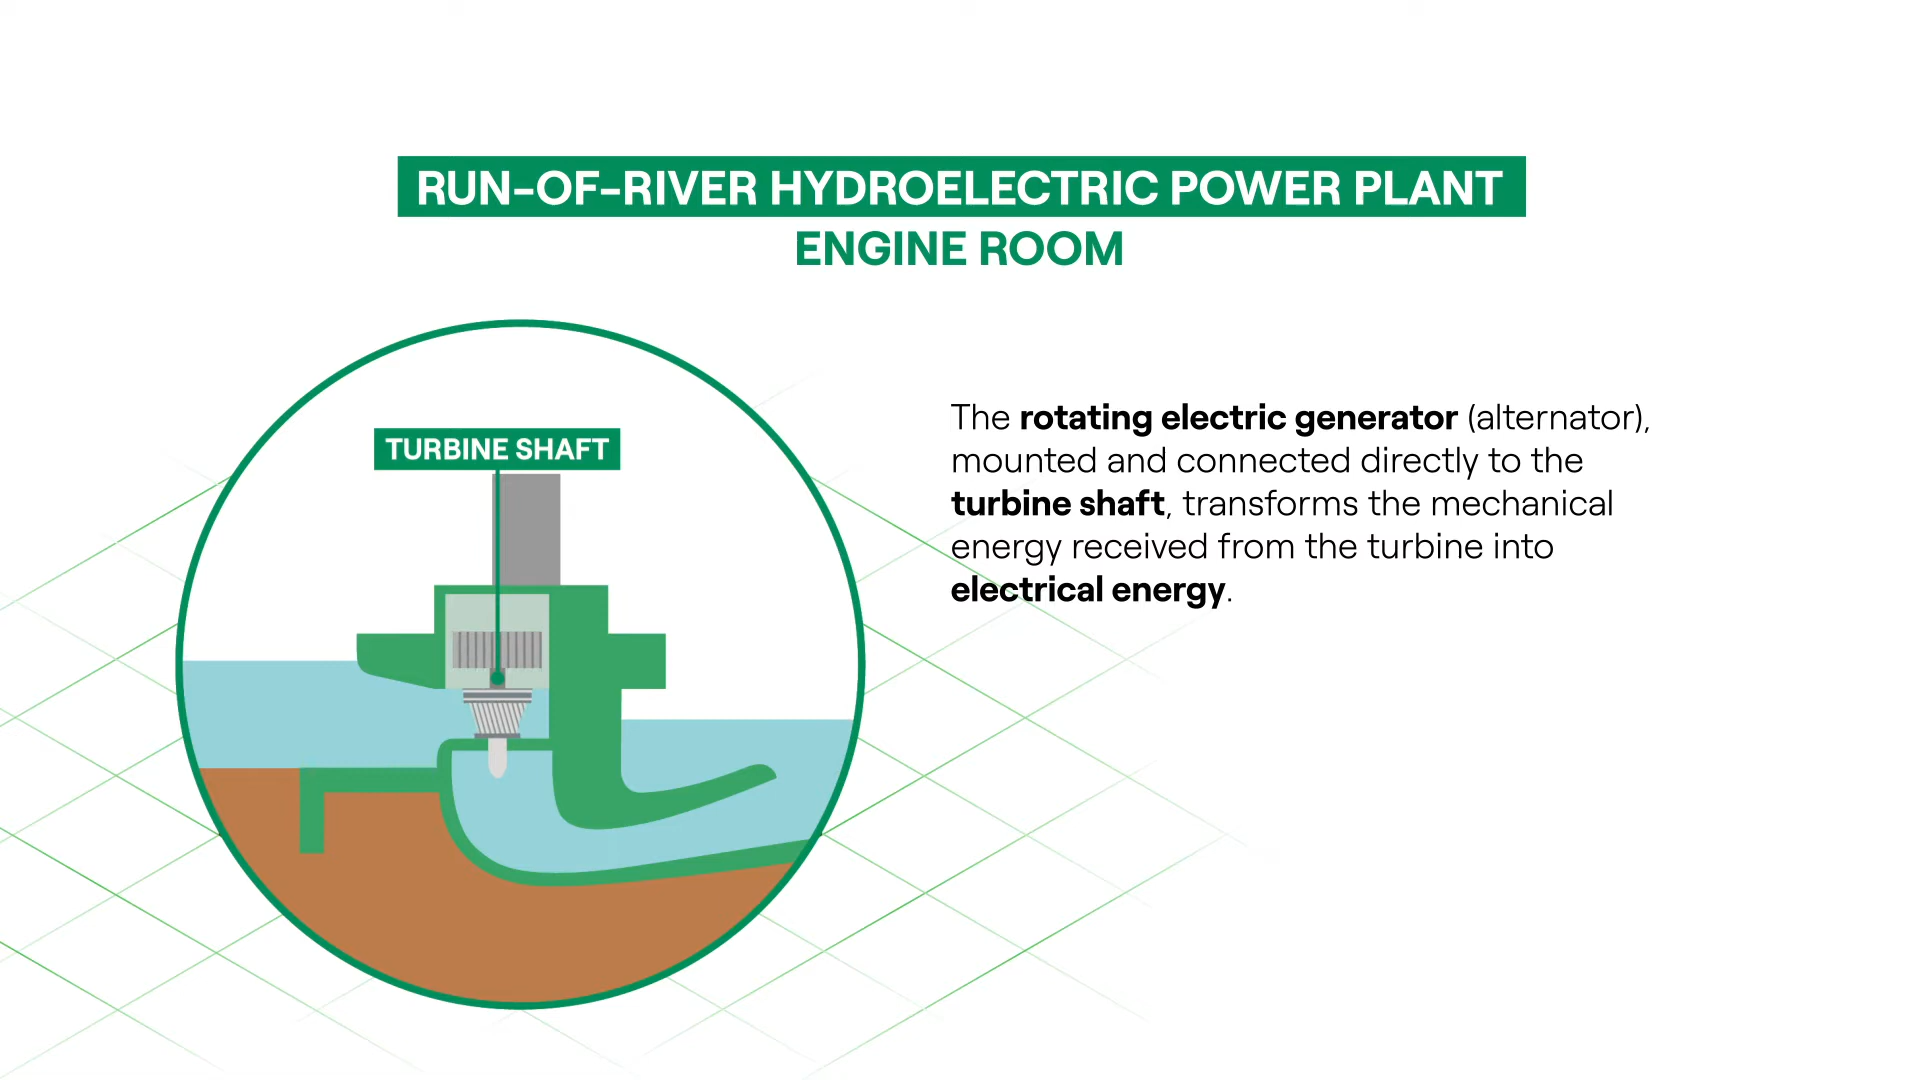 RUN-OF-RIVER HYDROELECTRIC POWER PLANT
ENGINE ROOM
TURBINE SHAFT
The rotating electric generator (alternator),
mounted and connected directly to the
turbine shaft, transforms the mechanical
energy received from the turbine into
electrical energy.